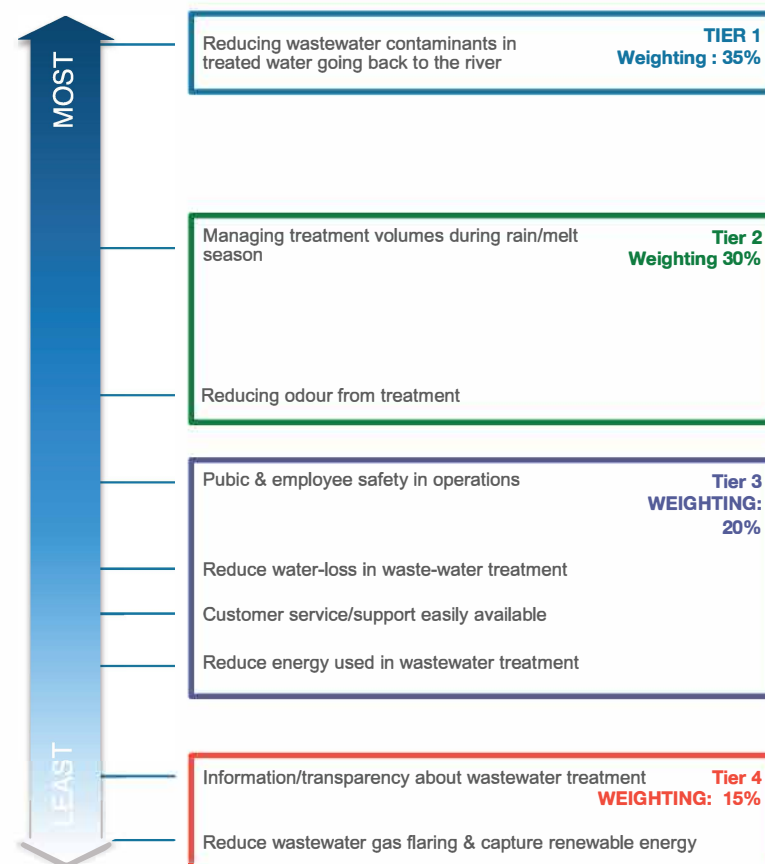 MOST
Reducing wastewater contaminants in
treated water going back to the river
TIER 1
Weighting : 35%
Managing treatment volumes during rain/melt
season
Tier 2
Weighting 30%
Reducing odour from treatment
Pubic & employee safety in operations
Tier 3
WEIGHTING:
20%
Reduce water-loss in waste-water treatment
Customer service/support easily available
Reduce energy used in wastewater treatment
LEAST
Information/transparency about wastewater treatment
Tier 4
WEIGHTING: 15%
Reduce wastewater gas flaring & capture renewable energy